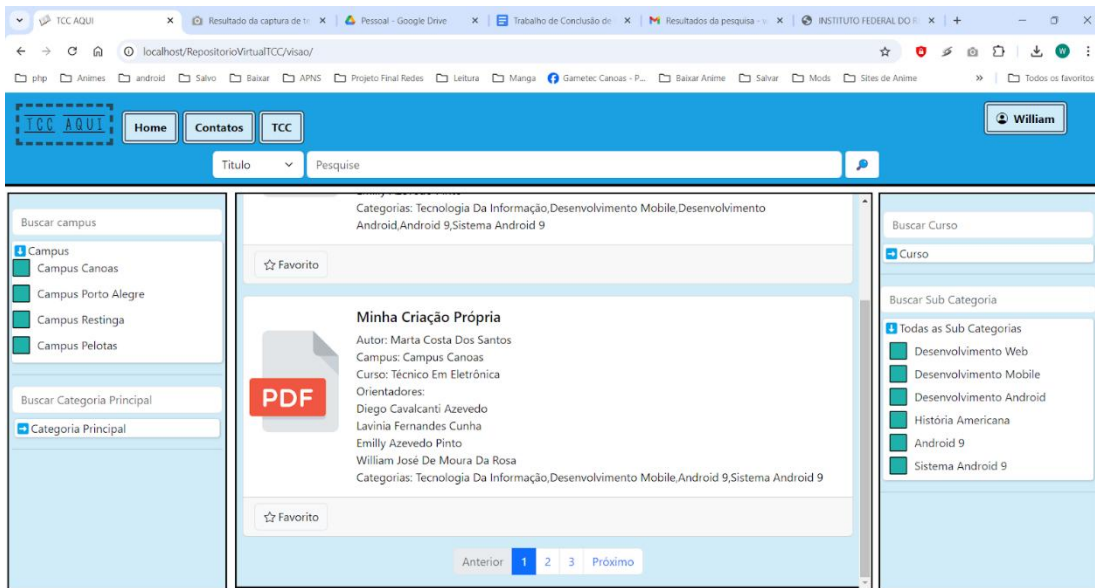 TCC AQUI
Resultado da captura de te
Pessoal - Google Drive
Trabalho de Conclusão de
Resultados da pesquisa - v
INSTITUTO FEDERAL DO R
localhost/RepositorioVirtualTCC/visao/
W
php
Animes
android
Salvo
Baixar
APNS
Projeto Final Redes
Leitura
Manga
Gametec Canoas - P...
Baixar Anime
Salvar
Mods
Sites de Anime
Todos os favoritos
TCC AQUI
Home
Contatos
TCC
William
Titulo
Pesquise
Buscar campus
Campus
Campus Canoas
Campus Porto Alegre
Campus Restinga
Campus Pelotas
Buscar Categoria Principal
Categoria Principal
Categorias: Tecnologia Da Informação,Desenvolvimento Mobile,Desenvolvimento
Android,Android 9,Sistema Android 9
Favorito
PDF
Minha Criação Própria
Autor: Marta Costa Dos Santos
Campus: Campus Canoas
Curso: Técnico Em Eletrônica
Orientadores:
Diego Cavalcanti Azevedo
Lavinia Fernandes Cunha
Emilly Azevedo Pinto
William José De Moura Da Rosa
Categorias: Tecnologia Da Informação,Desenvolvimento Mobile,Android 9,Sistema Android 9
Favorito
Anterior 1 2 3 Próximo
Buscar Curso
Curso
Buscar Sub Categoria
Todas as Sub Categorias
Desenvolvimento Web
Desenvolvimento Mobile
Desenvolvimento Android
História Americana
Android 9
Sistema Android 9